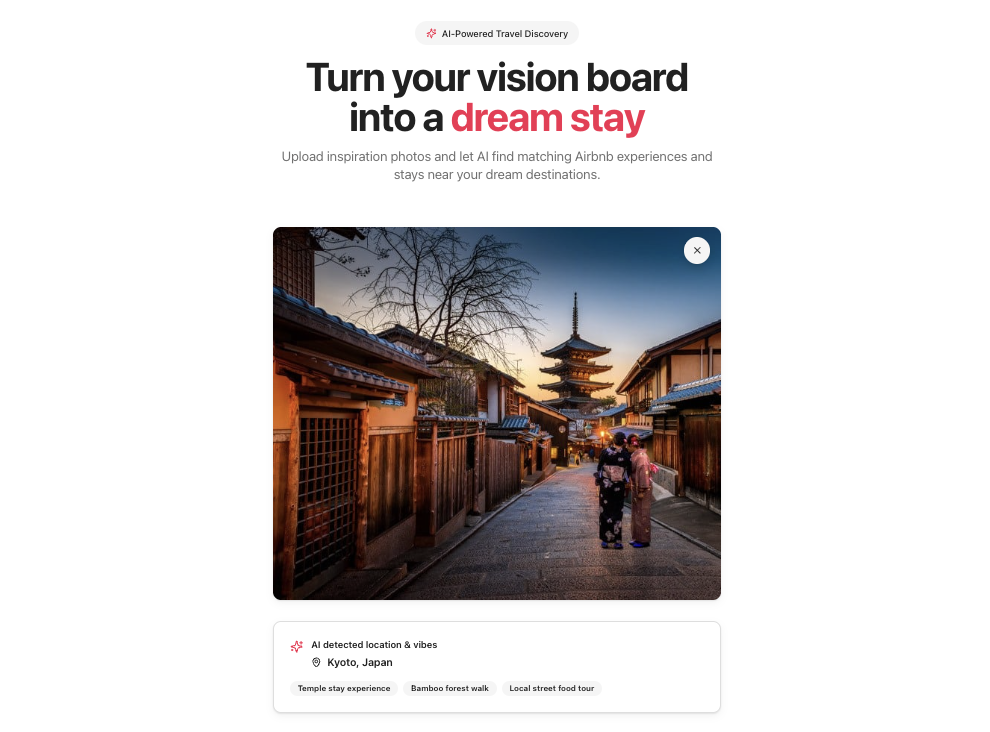 AI-Powered Travel Discovery
Turn your vision board
into a dream stay
Upload inspiration photos and let AI find matching Airbnb experiences and
stays near your dream destinations.
AI detected location & vibes
Kyoto, Japan
Temple stay experience Bamboo forest walk Local street food tour